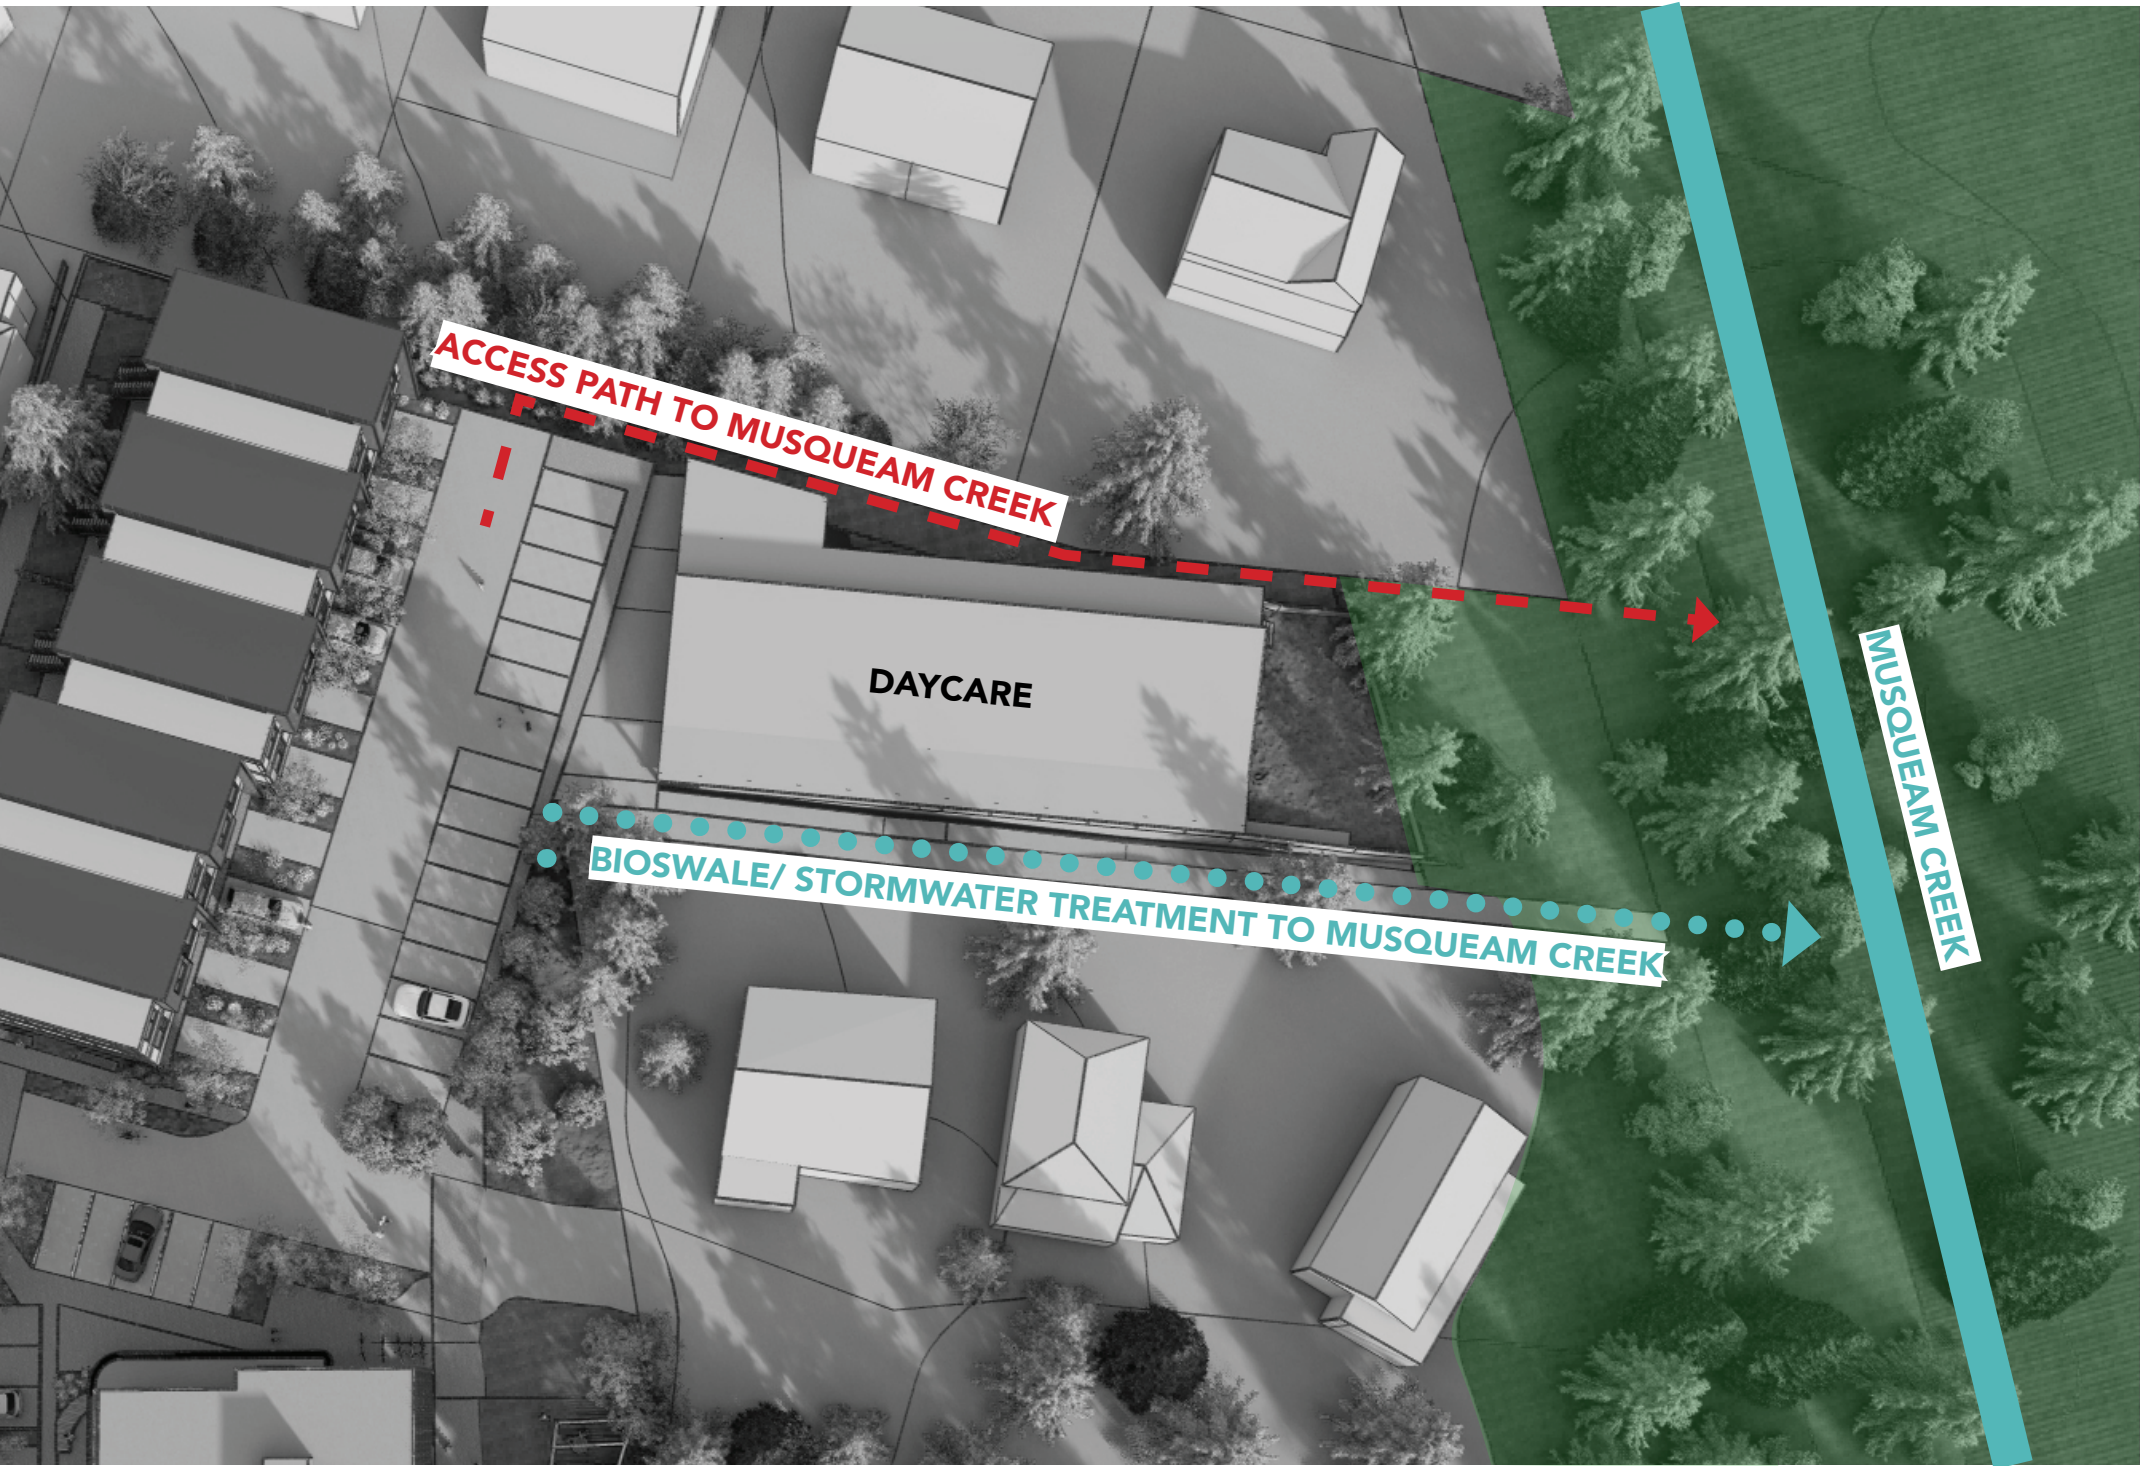 ACCESS PATH TO MUSQUEAM CREEK
DAYCARE
MUSQUEAM CREEK
BIOSWALE/ STORMWATER TREATMENT TO MUSQUEAM CREEK